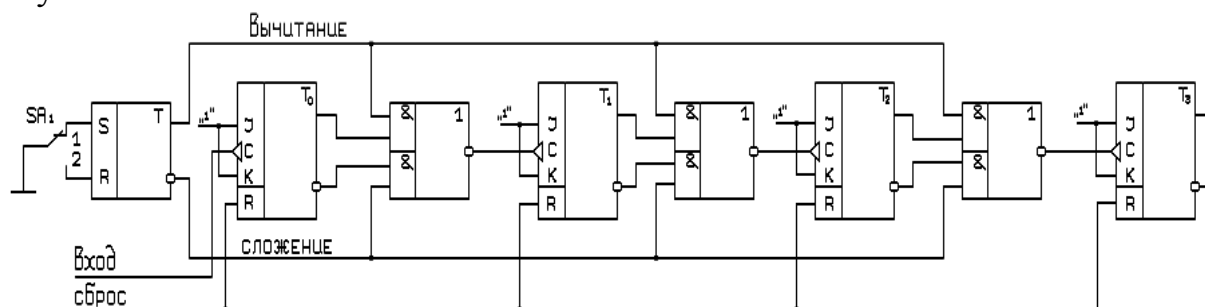 Вычитание
SA₁ 1 2 S R T
„1" J C K R T₀
& & 1
„1" J C K R T₁
& & 1
„1" J C K R T₂
& & 1
„1" J C K R T₃
сложение
Вход
сброс